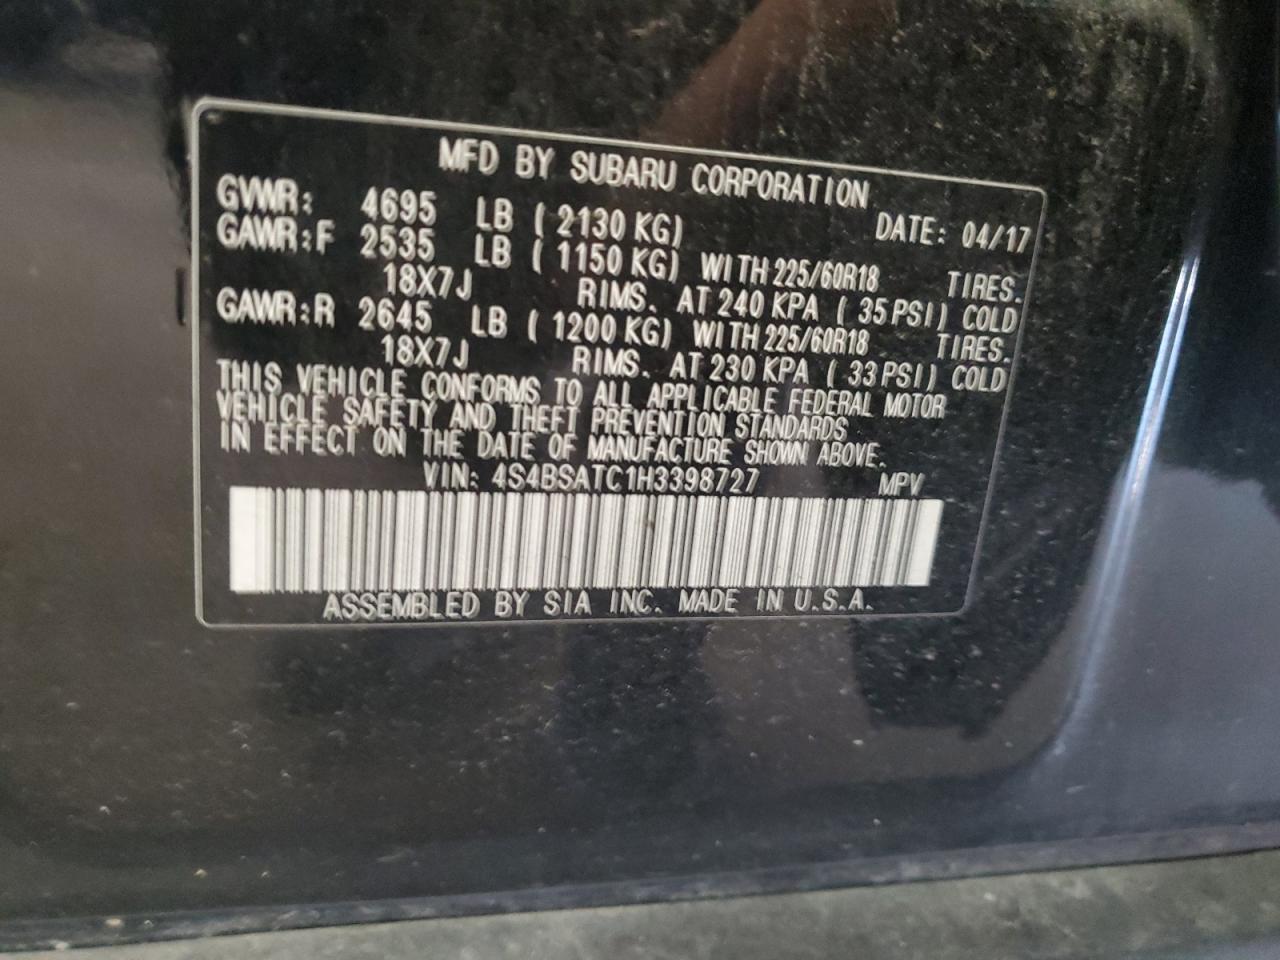 MFD BY SUBARU CORPORATION
GVWR: 4695 LB ( 2130 KG) DATE: 04/17
GAWR:F 2535 LB ( 1150 KG) WITH 225/60R18 TIRES.
18X7J RIMS. AT 240 KPA ( 35 PSI) COLD
GAWR:R 2645 LB ( 1200 KG) WITH 225/60R18 TIRES.
18X7J RIMS. AT 230 KPA ( 33 PSI) COLD
THIS VEHICLE CONFORMS TO ALL APPLICABLE FEDERAL MOTOR
VEHICLE SAFETY AND THEFT PREVENTION STANDARDS
IN EFFECT ON THE DATE OF MANUFACTURE SHOWN ABOVE.
VIN: 4S4BSATC1H3398727 MPV
ASSEMBLED BY SIA INC. MADE IN U.S.A.